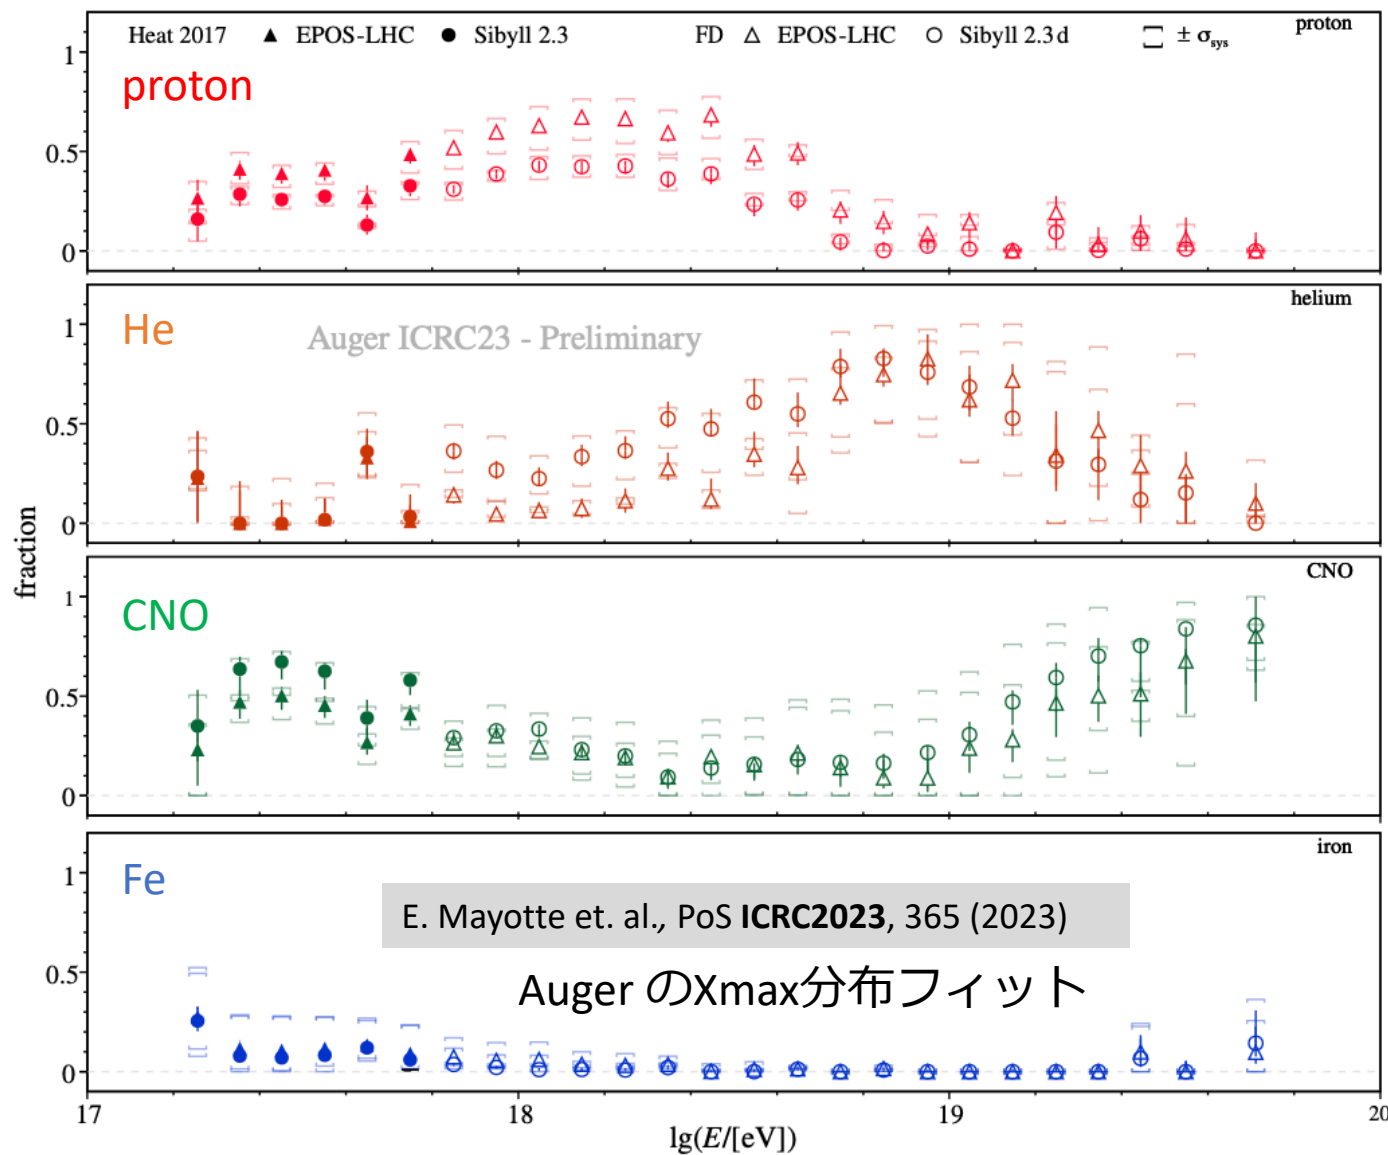 Heat 2017 ▲ EPOS-LHC ● Sibyll 2.3 FD △ EPOS-LHC ○ Sibyll 2.3d ± σsys
proton
proton
1
0.5
0
helium
He
Auger ICRC23 - Preliminary
1
0.5
0
fraction
CNO
CNO
1
0.5
0
iron
Fe
1
0.5
0
E. Mayotte et. al., PoS ICRC2023, 365 (2023)
Auger のXmax分布フィット
17 18 19 20
lg(E/[eV])